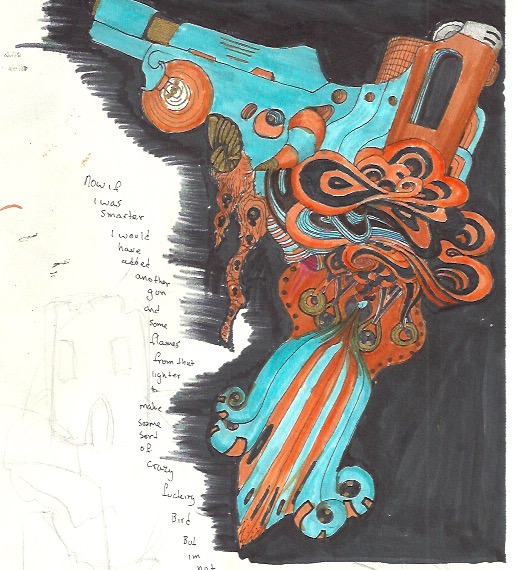 Now if
i was
smarter
i would
have
added
another
gun
and
some
flames
from that
lighter
to
make
some
sort
of
crazy
fucking
Bird
But
im
not